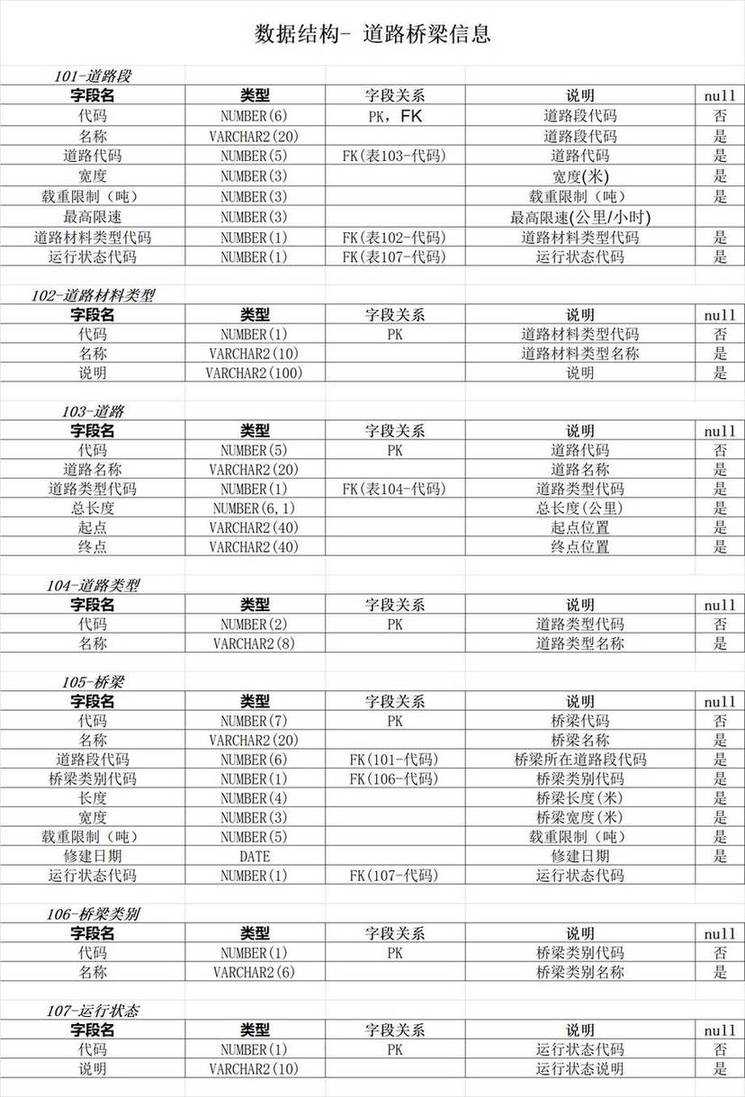 数据结构- 道路桥梁信息
101-道路段
字段名 类型 字段关系 说明 null
代码 NUMBER(6) PK, FK 道路段代码 否
名称 VARCHAR2(20) 道路段代码 是
道路代码 NUMBER(5) FK(表103-代码) 道路代码 是
宽度 NUMBER(3) 宽度(米) 是
载重限制（吨） NUMBER(3) 载重限制（吨） 是
最高限速 NUMBER(3) 最高限速(公里/小时)
道路材料类型代码 NUMBER(1) FK(表102-代码) 道路材料类型代码 是
运行状态代码 NUMBER(1) FK(表107-代码) 运行状态代码 是
102-道路材料类型
字段名 类型 字段关系 说明 null
代码 NUMBER(1) PK 道路材料类型代码 否
名称 VARCHAR2(10) 道路材料类型名称 是
说明 VARCHAR2(100) 说明 是
103-道路
字段名 类型 字段关系 说明 null
代码 NUMBER(5) PK 道路代码 否
道路名称 VARCHAR2(20) 道路名称 是
道路类型代码 NUMBER(1) FK(表104-代码) 道路类型代码 是
总长度 NUMBER(6,1) 总长度(公里) 是
起点 VARCHAR2(40) 起点位置 是
终点 VARCHAR2(40) 终点位置 是
104-道路类型
字段名 类型 字段关系 说明 null
代码 NUMBER(2) PK 道路类型代码 否
名称 VARCHAR2(8) 道路类型名称 是
105-桥梁
字段名 类型 字段关系 说明 null
代码 NUMBER(7) PK 桥梁代码 否
名称 VARCHAR2(20) 桥梁名称 是
道路段代码 NUMBER(6) FK(101-代码) 桥梁所在道路段代码 是
桥梁类别代码 NUMBER(1) FK(106-代码) 桥梁类别代码 是
长度 NUMBER(4) 桥梁长度(米) 是
宽度 NUMBER(3) 桥梁宽度(米) 是
载重限制（吨） NUMBER(5) 载重限制（吨） 是
修建日期 DATE 修建日期 是
运行状态代码 NUMBER(1) FK(107-代码) 运行状态代码
106-桥梁类别
字段名 类型 字段关系 说明 null
代码 NUMBER(1) PK 桥梁类别代码 否
名称 VARCHAR2(6) 桥梁类别名称 是
107-运行状态
字段名 类型 字段关系 说明 null
代码 NUMBER(1) PK 运行状态代码 否
说明 VARCHAR2(10) 运行状态说明 是